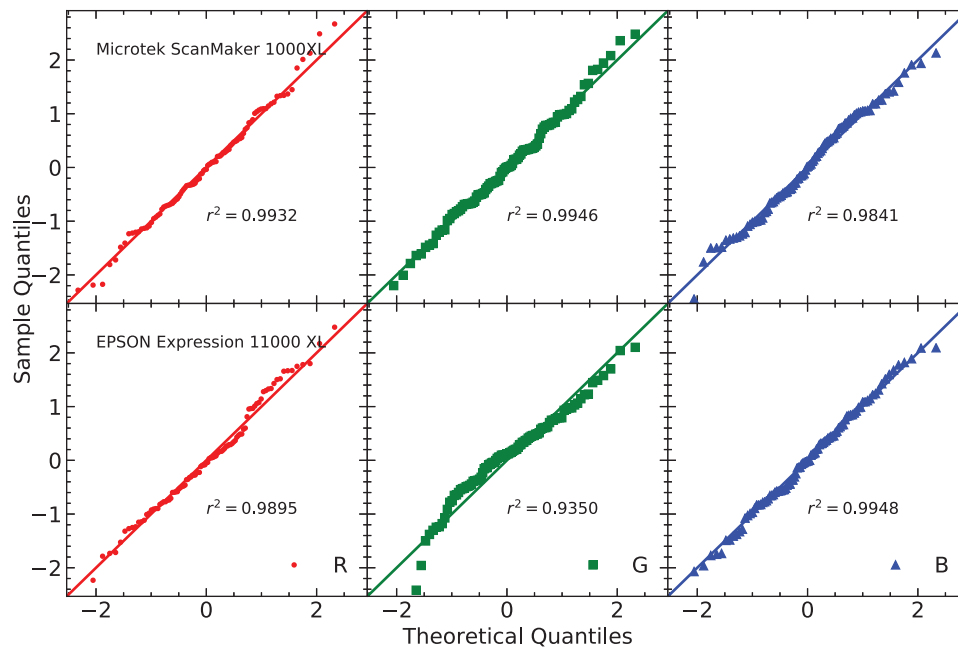 Microtek ScanMaker 1000XL
2
1
0
−1
−2
r² = 0.9932
r² = 0.9946
r² = 0.9841
Sample Quantiles
EPSON Expression 11000 XL
2
1
0
−1
−2
r² = 0.9895
r² = 0.9350
r² = 0.9948
R
G
B
−2 0 2 −2 0 2 −2 0 2
Theoretical Quantiles